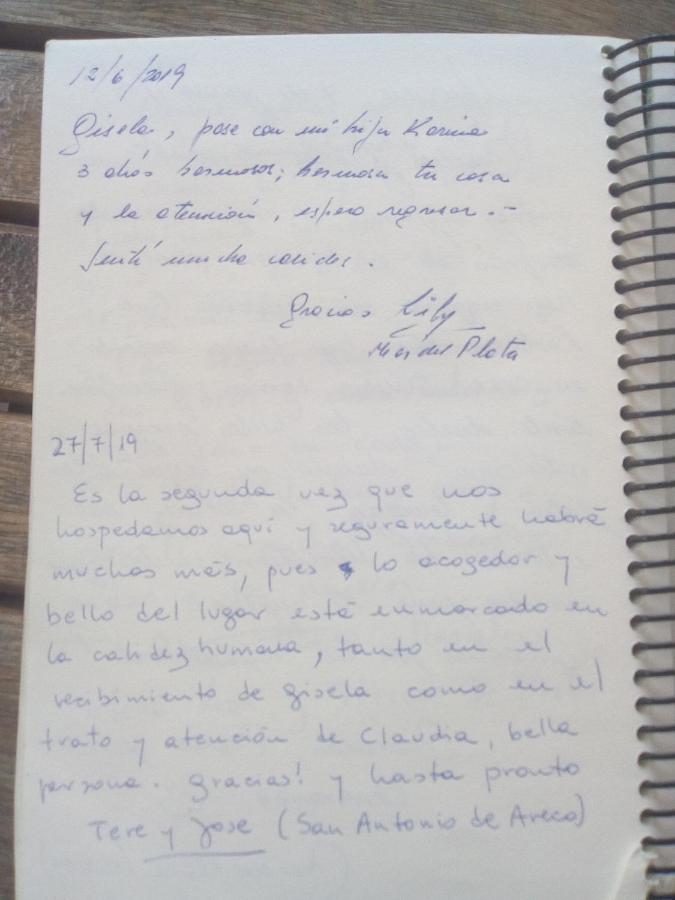 12/6/2019
Gisela, pase con mi hija Karina
3 días hermosos; hermosa tu casa
y la atención, espero regresar.-
Sentí mucha calides.
Gracias Lily
Mar del Plata
27/7/19
Es la segunda vez que nos
hospedamos aquí y seguramente habrá
muchas más, pues lo acogedor y
bello del lugar está enmarcado en
la calidez humana, tanto en el
recibimiento de Gisela como en el
trato y atención de Claudia, bella
persona. Gracias! y hasta pronto
Tere y Jose (San Antonio de Areco)